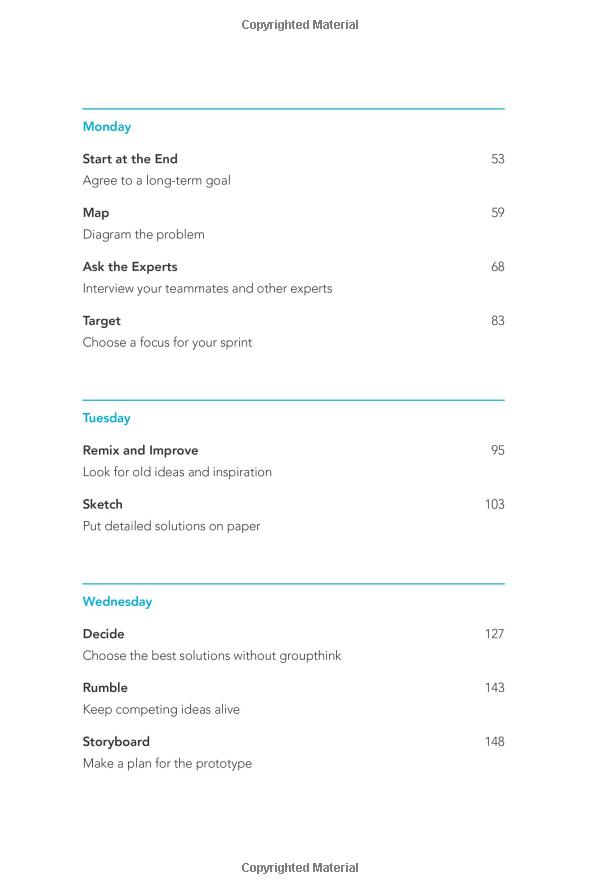 Copyrighted Material
Monday
Start at the End 53
Agree to a long-term goal
Map 59
Diagram the problem
Ask the Experts 68
Interview your teammates and other experts
Target 83
Choose a focus for your sprint
Tuesday
Remix and Improve 95
Look for old ideas and inspiration
Sketch 103
Put detailed solutions on paper
Wednesday
Decide 127
Choose the best solutions without groupthink
Rumble 143
Keep competing ideas alive
Storyboard 148
Make a plan for the prototype
Copyrighted Material